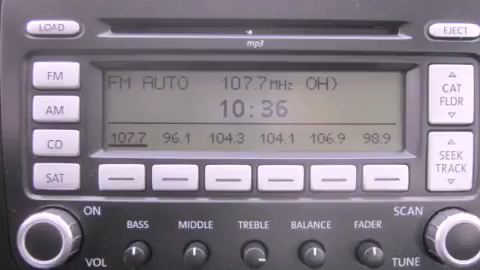 LOAD
EJECT
mp3
FM
FM AUTO 107.7MHz
CAT FLDR
AM
10:36
CD
107.7 96.1 104.3 104.1 106.9 98.9
SEEK TRACK
SAT
ON
BASS MIDDLE TREBLE BALANCE FADER
SCAN
VOL
TUNE